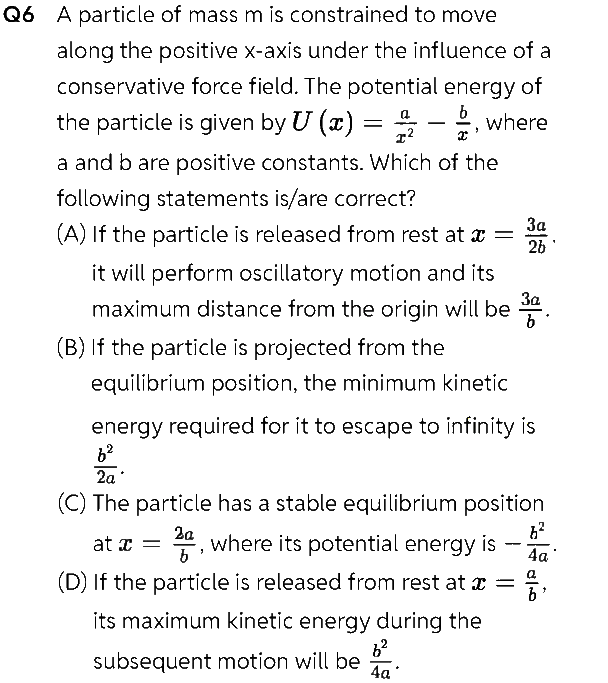 Q6 A particle of mass m is constrained to move
along the positive x-axis under the influence of a
conservative force field. The potential energy of
the particle is given by U (x) = a/x² − b/x, where
a and b are positive constants. Which of the
following statements is/are correct?
(A) If the particle is released from rest at x = 3a/2b,
it will perform oscillatory motion and its
maximum distance from the origin will be 3a/b.
(B) If the particle is projected from the
equilibrium position, the minimum kinetic
energy required for it to escape to infinity is
b²/2a.
(C) The particle has a stable equilibrium position
at x = 2a/b, where its potential energy is −b²/4a.
(D) If the particle is released from rest at x = a/b,
its maximum kinetic energy during the
subsequent motion will be b²/4a.